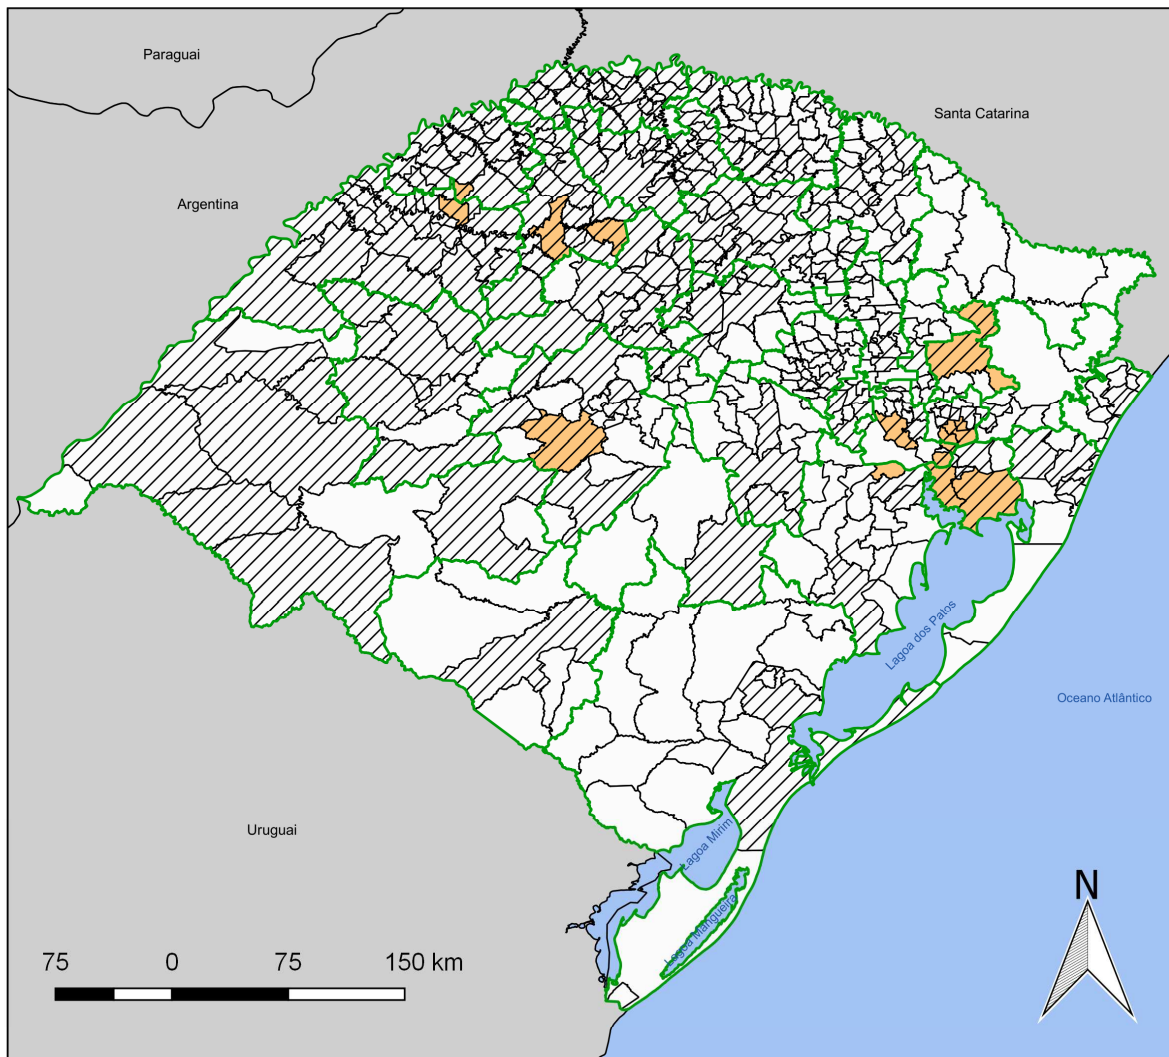 Paraguai
Santa Catarina
Argentina
Lagoa dos Patos
Oceano Atlântico
Uruguai
Lagoa Mirim
N
Lagoa Mangueira
75 0 75 150 km